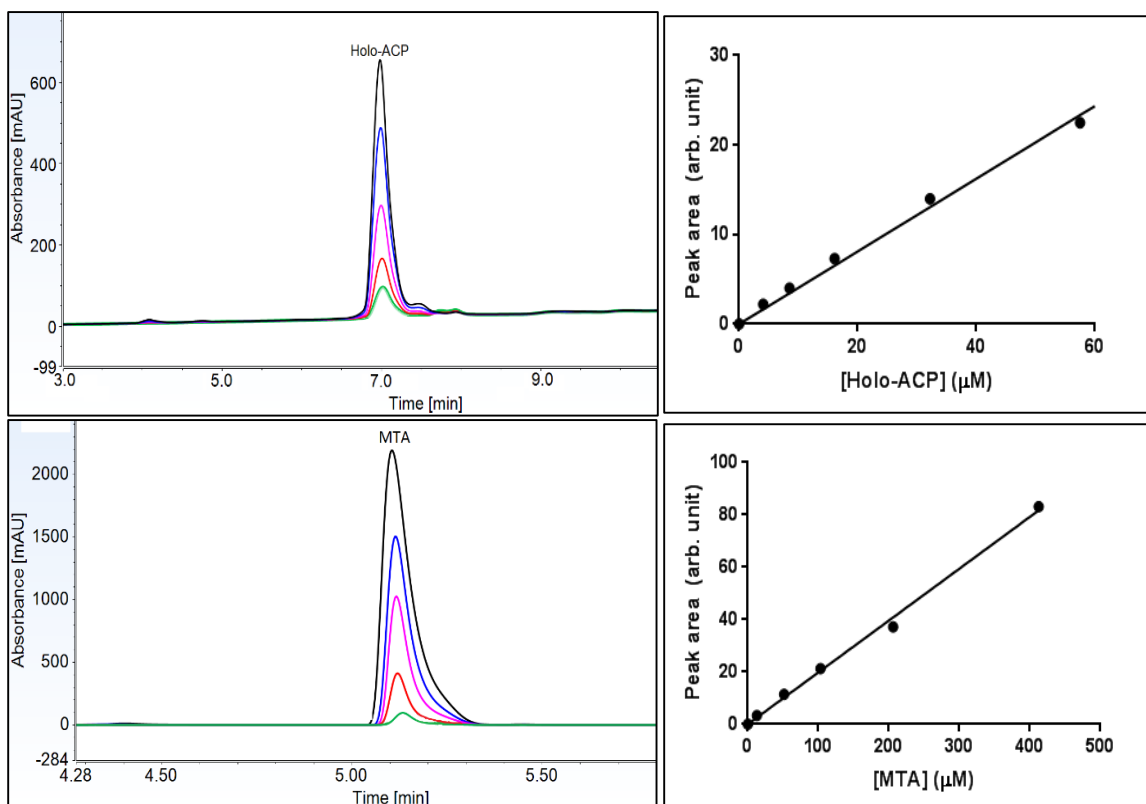 Holo-ACP
Absorbance [mAU]
600
400
200
0
-99
3.0 5.0 7.0 9.0
Time [min]
Peak area (arb. unit)
30
20
10
0
0 20 40 60
[Holo-ACP] (μM)
MTA
Absorbance [mAU]
2000
1500
1000
500
0
-284
4.28 4.50 5.00 5.50
Time [min]
Peak area (arb. unit)
100
80
60
40
20
0
0 100 200 300 400 500
[MTA] (μM)